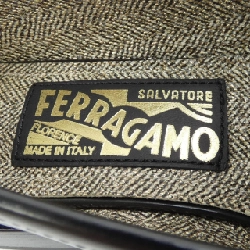 SALVATORE
FERRAGAMO
FLORENCE
MADE IN ITALY